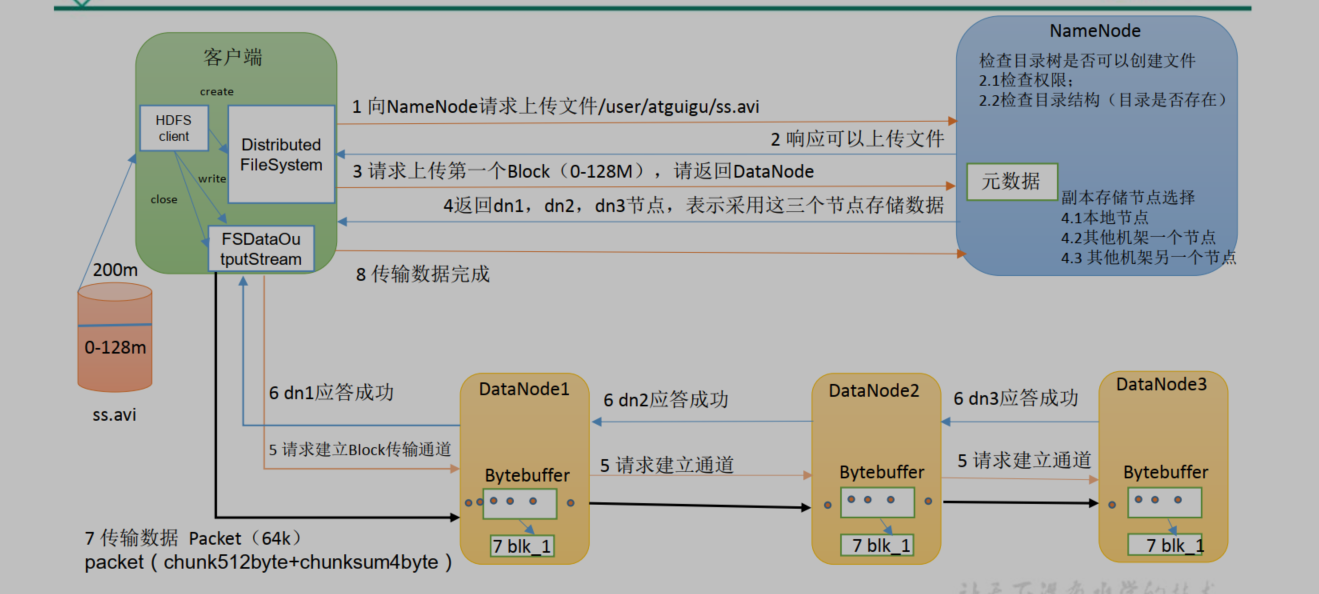 客户端
create
HDFS
client
Distributed
FileSystem
write
close
FSDataOu
tputStream
200m
0-128m
ss.avi
1 向NameNode请求上传文件/user/atguigu/ss.avi
2 响应可以上传文件
3 请求上传第一个Block（0-128M），请返回DataNode
4返回dn1，dn2，dn3节点，表示采用这三个节点存储数据
8 传输数据完成
NameNode
检查目录树是否可以创建文件
2.1检查权限；
2.2检查目录结构（目录是否存在）
元数据
副本存储节点选择
4.1本地节点
4.2其他机架一个节点
4.3 其他机架另一个节点
6 dn1应答成功
5 请求建立Block传输通道
DataNode1
Bytebuffer
7 blk_1
6 dn2应答成功
5 请求建立通道
DataNode2
Bytebuffer
7 blk_1
6 dn3应答成功
5 请求建立通道
DataNode3
Bytebuffer
7 blk_1
7 传输数据 Packet（64k）
packet（chunk512byte+chunksum4byte）